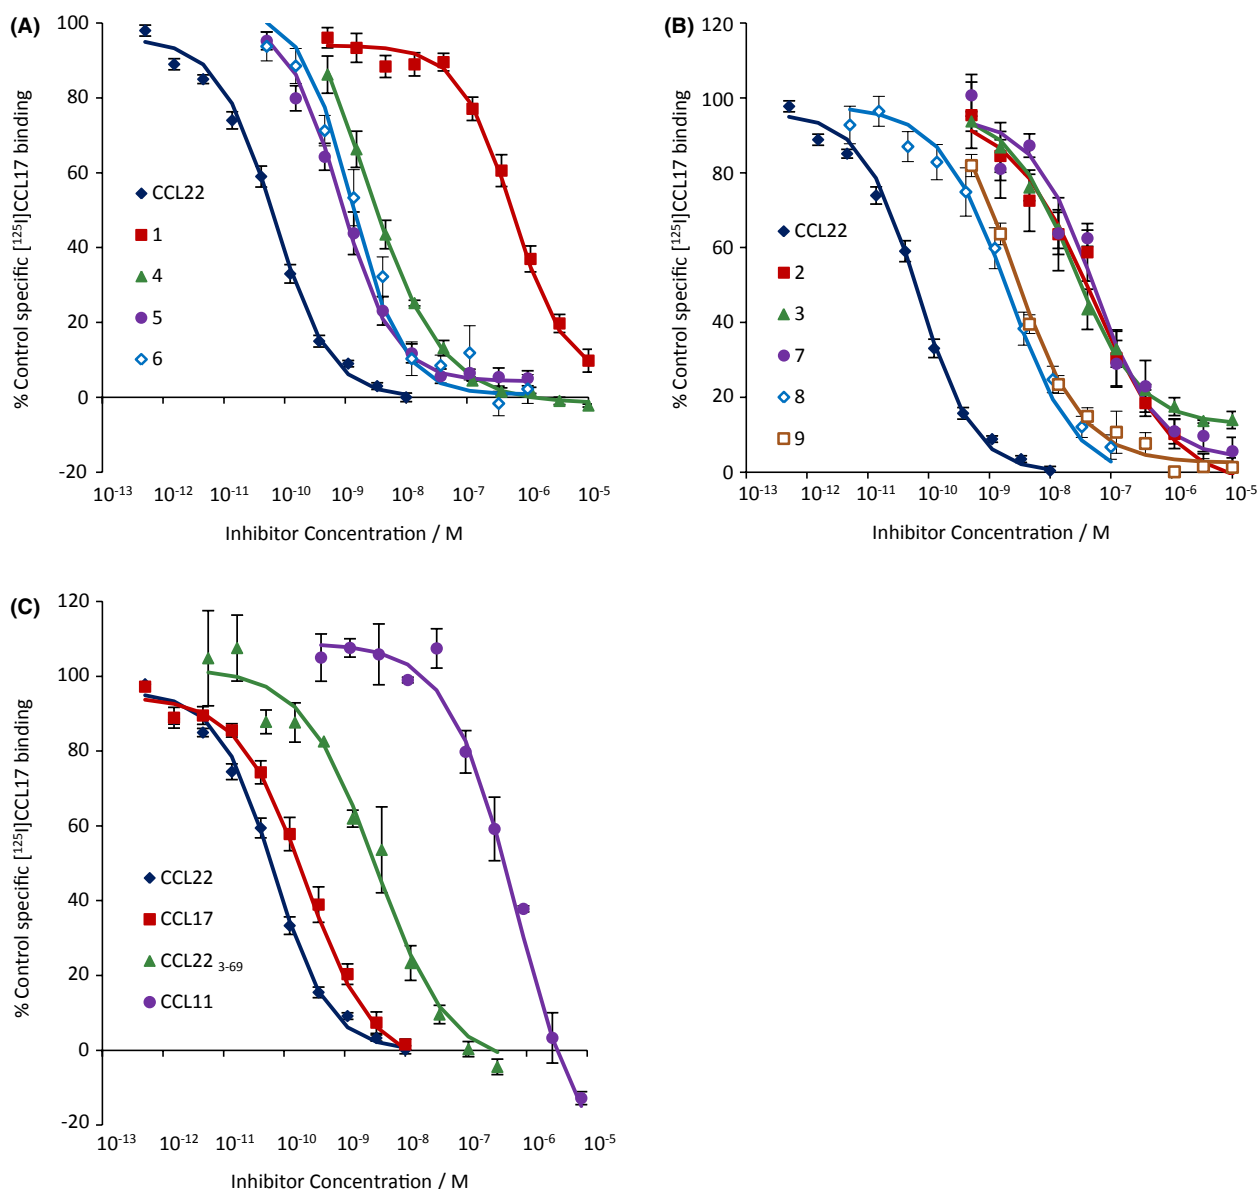 (A)
% Control specific [¹²⁵I]CCL17 binding
100
80
60
40
20
0
-20
CCL22
1
4
5
6
10⁻¹³ 10⁻¹² 10⁻¹¹ 10⁻¹⁰ 10⁻⁹ 10⁻⁸ 10⁻⁷ 10⁻⁶ 10⁻⁵
Inhibitor Concentration / M
(B)
% Control specific [¹²⁵I]CCL17 binding
120
100
80
60
40
20
0
CCL22
2
3
7
8
9
10⁻¹³ 10⁻¹² 10⁻¹¹ 10⁻¹⁰ 10⁻⁹ 10⁻⁸ 10⁻⁷ 10⁻⁶ 10⁻⁵
Inhibitor Concentration / M
(C)
% Control specific [¹²⁵I]CCL17 binding
120
100
80
60
40
20
0
-20
CCL22
CCL17
CCL22 ₃₋₆₉
CCL11
10⁻¹³ 10⁻¹² 10⁻¹¹ 10⁻¹⁰ 10⁻⁹ 10⁻⁸ 10⁻⁷ 10⁻⁶ 10⁻⁵
Inhibitor Concentration / M